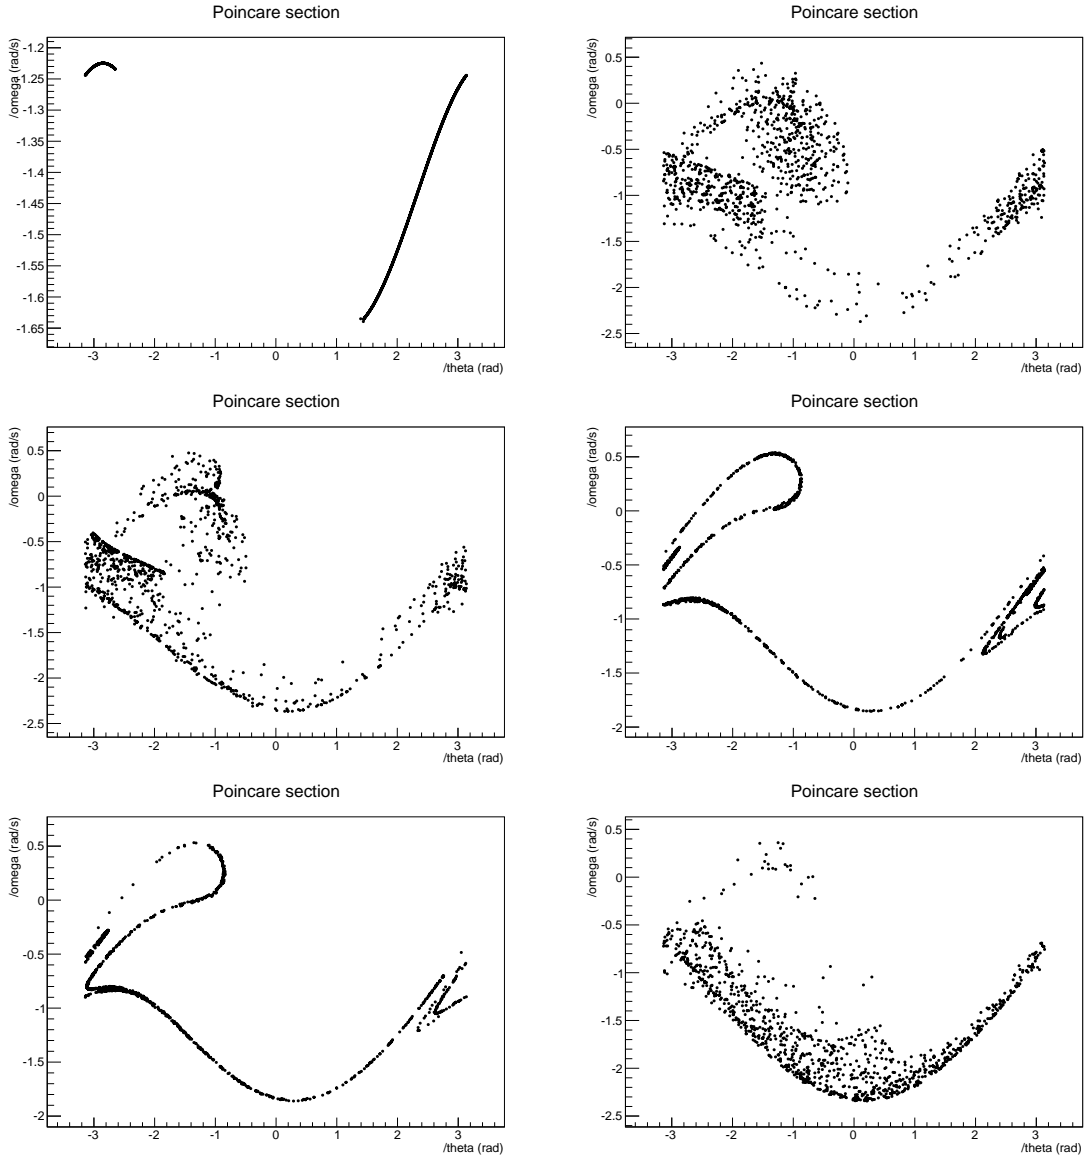 Poincare section
/omega (rad/s)
-1.2
-1.25
-1.3
-1.35
-1.4
-1.45
-1.5
-1.55
-1.6
-1.65
-3 -2 -1 0 1 2 3
/theta (rad)
Poincare section
/omega (rad/s)
0.5
0
-0.5
-1
-1.5
-2
-2.5
-3 -2 -1 0 1 2 3
/theta (rad)
Poincare section
/omega (rad/s)
0.5
0
-0.5
-1
-1.5
-2
-2.5
-3 -2 -1 0 1 2 3
/theta (rad)
Poincare section
/omega (rad/s)
0.5
0
-0.5
-1
-1.5
-2
-3 -2 -1 0 1 2 3
/theta (rad)
Poincare section
/omega (rad/s)
0.5
0
-0.5
-1
-1.5
-2
-3 -2 -1 0 1 2 3
/theta (rad)
Poincare section
/omega (rad/s)
0.5
0
-0.5
-1
-1.5
-2
-2.5
-3 -2 -1 0 1 2 3
/theta (rad)